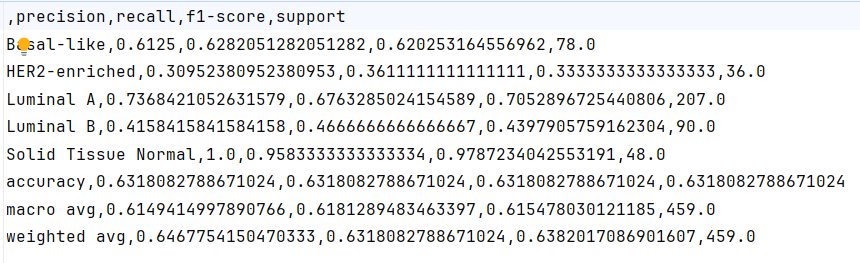 ,precision,recall,f1-score,support
Basal-like,0.6125,0.6282051282051282,0.620253164556962,78.0
HER2-enriched,0.30952380952380953,0.3611111111111111,0.3333333333333333,36.0
Luminal A,0.7368421052631579,0.6763285024154589,0.7052896725440806,207.0
Luminal B,0.4158415841584158,0.4666666666666667,0.4397905759162304,90.0
Solid Tissue Normal,1.0,0.9583333333333334,0.9787234042553191,48.0
accuracy,0.6318082788671024,0.6318082788671024,0.6318082788671024,0.6318082788671024
macro avg,0.6149414997890766,0.6181289483463397,0.615478030121185,459.0
weighted avg,0.6467754150470333,0.6318082788671024,0.6382017086901607,459.0